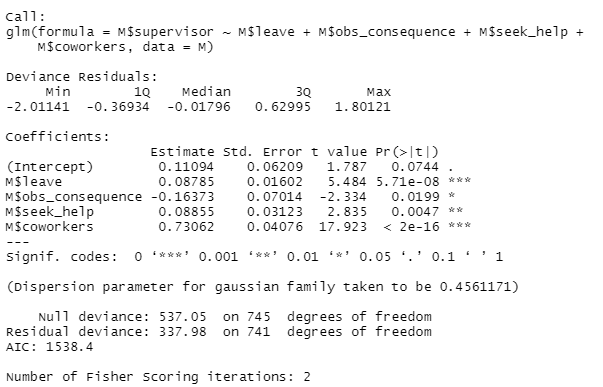 Call:
glm(formula = M$supervisor ~ M$leave + M$obs_consequence + M$seek_help +
    M$coworkers, data = M)

Deviance Residuals:
     Min       1Q   Median       3Q      Max
-2.01141 -0.36934 -0.01796  0.62995  1.80121

Coefficients:
                  Estimate Std. Error t value Pr(>|t|)
(Intercept)        0.11094    0.06209   1.787   0.0744 .
M$leave            0.08785    0.01602   5.484 5.71e-08 ***
M$obs_consequence -0.16373    0.07014  -2.334   0.0199 *
M$seek_help        0.08855    0.03123   2.835   0.0047 **
M$coworkers        0.73062    0.04076  17.923  < 2e-16 ***
---
Signif. codes:  0 ‘***’ 0.001 ‘**’ 0.01 ‘*’ 0.05 ‘.’ 0.1 ‘ ’ 1

(Dispersion parameter for gaussian family taken to be 0.4561171)

    Null deviance: 537.05  on 745  degrees of freedom
Residual deviance: 337.98  on 741  degrees of freedom
AIC: 1538.4

Number of Fisher Scoring iterations: 2